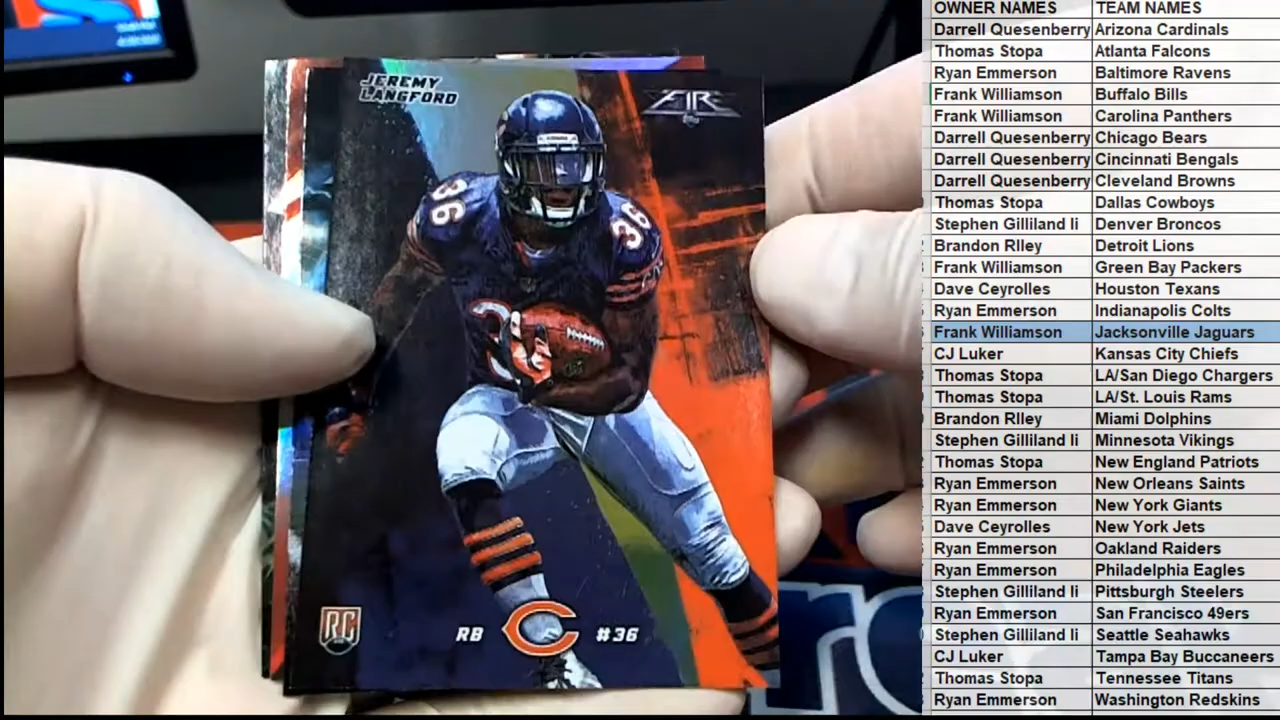 JEREMY
LANGFORD
FIRE
36
36
RC
RB
C
#36
OWNER NAMES TEAM NAMES
Darrell Quesenberry Arizona Cardinals
Thomas Stopa Atlanta Falcons
Ryan Emmerson Baltimore Ravens
Frank Williamson Buffalo Bills
Frank Williamson Carolina Panthers
Darrell Quesenberry Chicago Bears
Darrell Quesenberry Cincinnati Bengals
Darrell Quesenberry Cleveland Browns
Thomas Stopa Dallas Cowboys
Stephen Gilliland Ii Denver Broncos
Brandon RIley Detroit Lions
Frank Williamson Green Bay Packers
Dave Ceyrolles Houston Texans
Ryan Emmerson Indianapolis Colts
Frank Williamson Jacksonville Jaguars
CJ Luker Kansas City Chiefs
Thomas Stopa LA/San Diego Chargers
Thomas Stopa LA/St. Louis Rams
Brandon RIley Miami Dolphins
Stephen Gilliland Ii Minnesota Vikings
Thomas Stopa New England Patriots
Ryan Emmerson New Orleans Saints
Ryan Emmerson New York Giants
Dave Ceyrolles New York Jets
Ryan Emmerson Oakland Raiders
Ryan Emmerson Philadelphia Eagles
Stephen Gilliland Ii Pittsburgh Steelers
Ryan Emmerson San Francisco 49ers
Stephen Gilliland Ii Seattle Seahawks
CJ Luker Tampa Bay Buccaneers
Thomas Stopa Tennessee Titans
Ryan Emmerson Washington Redskins